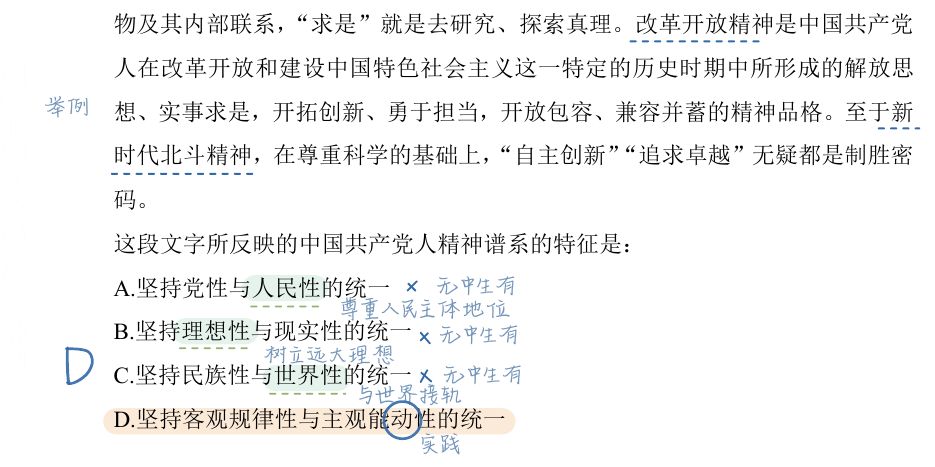 物及其内部联系，“求是”就是去研究、探索真理。改革开放精神是中国共产党
人在改革开放和建设中国特色社会主义这一特定的历史时期中所形成的解放思
举例 想、实事求是，开拓创新、勇于担当，开放包容、兼容并蓄的精神品格。至于新
时代北斗精神，在尊重科学的基础上，“自主创新”“追求卓越”无疑都是制胜密
码。
这段文字所反映的中国共产党人精神谱系的特征是：
A.坚持党性与人民性的统一 × 无中生有
尊重人民主体地位
B.坚持理想性与现实性的统一 × 无中生有
树立远大理想
D
C.坚持民族性与世界性的统一 × 无中生有
与世界接轨
D.坚持客观规律性与主观能动性的统一
实践